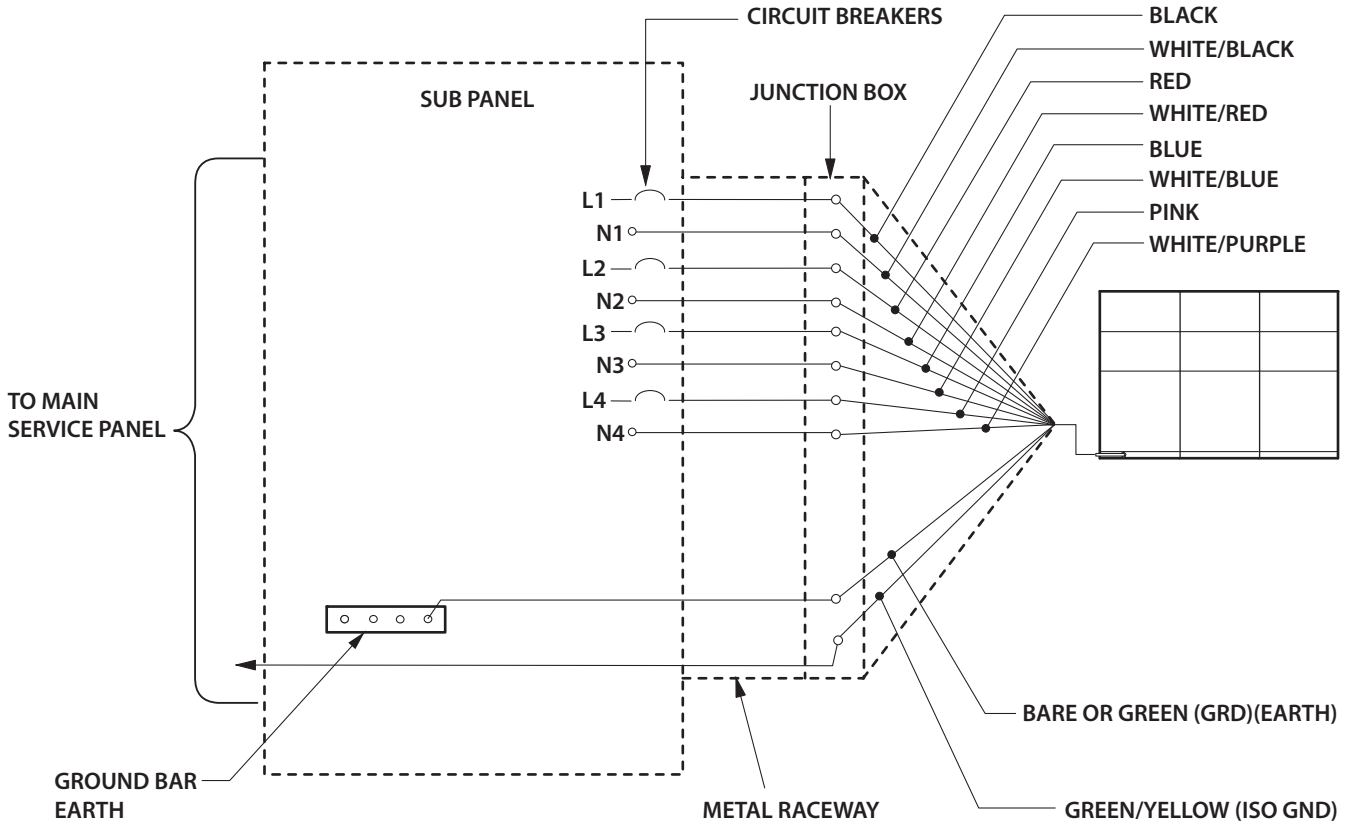 CIRCUIT BREAKERS
BLACK
WHITE/BLACK
RED
WHITE/RED
BLUE
WHITE/BLUE
PINK
WHITE/PURPLE
SUB PANEL
JUNCTION BOX
L1
N1
L2
N2
L3
N3
L4
N4
TO MAIN
SERVICE PANEL
BARE OR GREEN (GRD)(EARTH)
GROUND BAR
EARTH
METAL RACEWAY
GREEN/YELLOW (ISO GND)